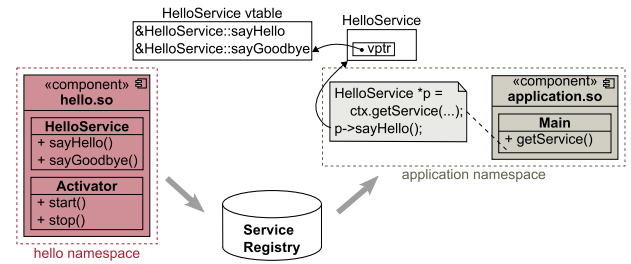 HelloService vtable
&HelloService::sayHello
&HelloService::sayGoodbye
HelloService
vptr
«component»
hello.so
HelloService
+ sayHello()
+ sayGoodbye()
Activator
+ start()
+ stop()
hello namespace
Service
Registry
HelloService *p =
ctx.getService(...);
p->sayHello();
«component»
application.so
Main
+ getService()
application namespace